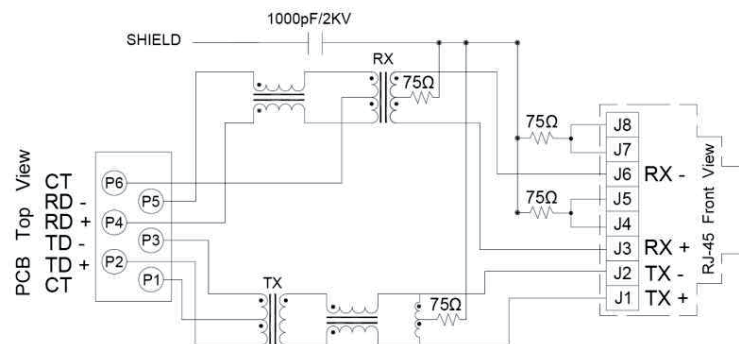 1000pF/2KV
SHIELD
RX
75Ω
75Ω
J8
J7
J6 RX -
75Ω
J5
J4
J3 RX +
J2 TX -
J1 TX +
RJ-45 Front View
PCB Top View
CT P6
RD - P5
RD + P4
TD - P3
TD + P2
CT P1
TX
75Ω